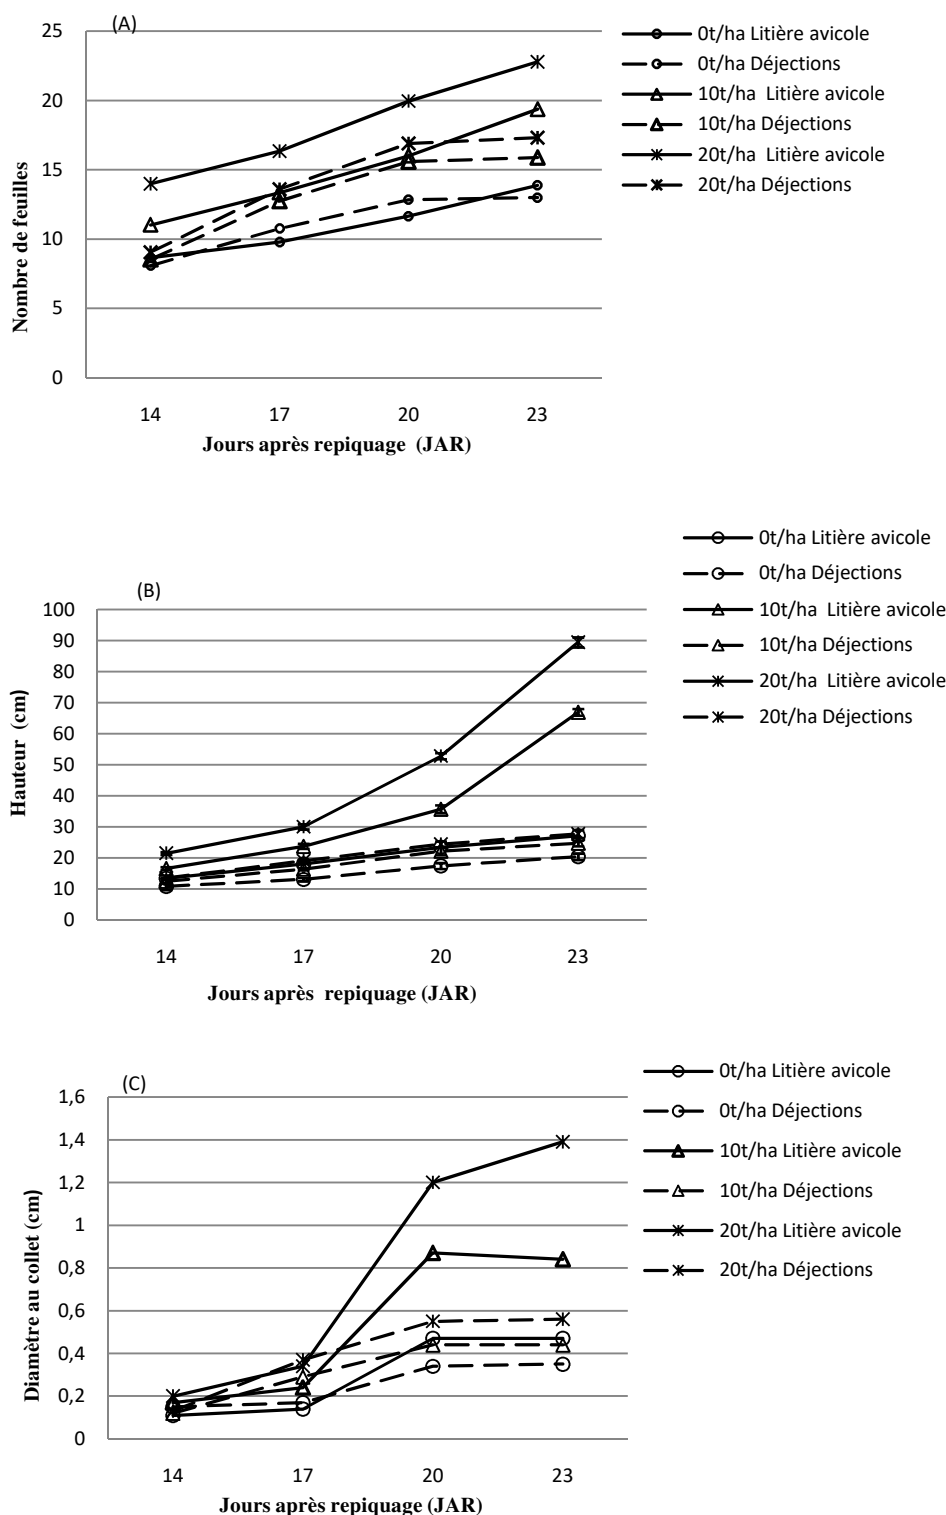 (A)
25
20
15
10
5
0
Nombre de feuilles
14 17 20 23
Jours après repiquage (JAR)
0t/ha Litière avicole
0t/ha Déjections
10t/ha Litière avicole
10t/ha Déjections
20t/ha Litière avicole
20t/ha Déjections
(B)
100
90
80
70
60
50
40
30
20
10
0
Hauteur (cm)
14 17 20 23
Jours après repiquage (JAR)
0t/ha Litière avicole
0t/ha Déjections
10t/ha Litière avicole
10t/ha Déjections
20t/ha Litière avicole
20t/ha Déjections
(C)
1,6
1,4
1,2
1
0,8
0,6
0,4
0,2
0
Diamètre au collet (cm)
14 17 20 23
Jours après repiquage (JAR)
0t/ha Litière avicole
0t/ha Déjections
10t/ha Litière avicole
10t/ha Déjections
20t/ha Litière avicole
20t/ha Déjections